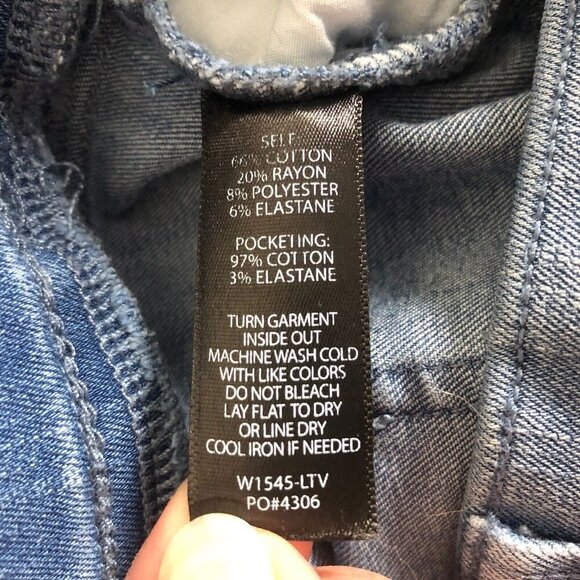 SELF:
66% COTTON
20% RAYON
8% POLYESTER
6% ELASTANE
POCKETING:
97% COTTON
3% ELASTANE
TURN GARMENT
INSIDE OUT
MACHINE WASH COLD
WITH LIKE COLORS
DO NOT BLEACH
LAY FLAT TO DRY
OR LINE DRY
COOL IRON IF NEEDED
W1545-LTV
PO#4306